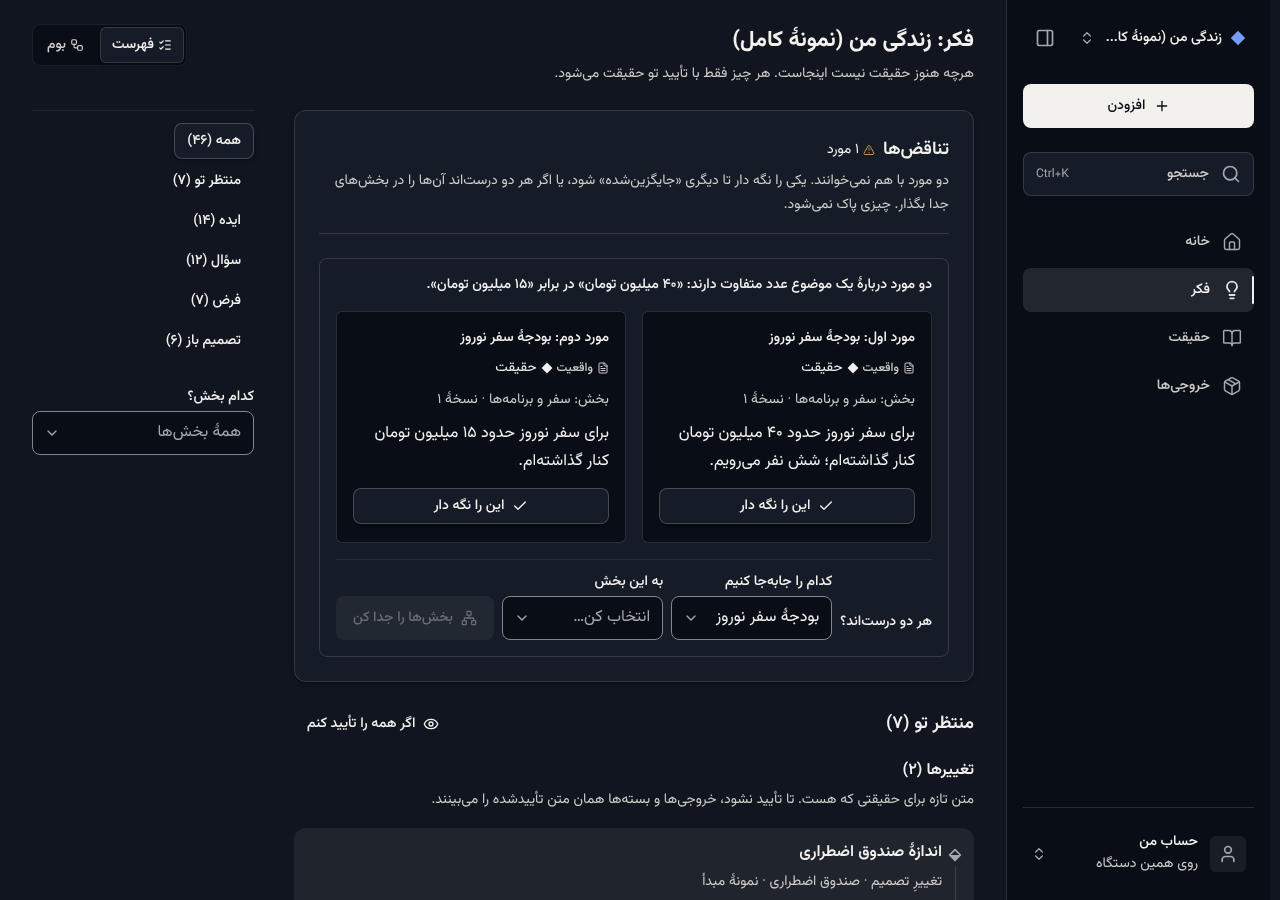 زندگی من (نمونهٔ کا...
افزودن
جستجو
Ctrl+K
خانه
فکر
حقیقت
خروجی‌ها
حساب من
روی همین دستگاه
فکر: زندگی من (نمونهٔ کامل)
هرچه هنوز حقیقت نیست اینجاست. هر چیز فقط با تأیید تو حقیقت می‌شود.
فهرست
بوم
تناقض‌ها
۱ مورد
دو مورد با هم نمی‌خوانند. یکی را نگه دار تا دیگری «جایگزین‌شده» شود، یا اگر هر دو درست‌اند آن‌ها را در بخش‌های
جدا بگذار. چیزی پاک نمی‌شود.
دو مورد دربارهٔ یک موضوع عدد متفاوت دارند: «۴۰ میلیون تومان» در برابر «۱۵ میلیون تومان».
مورد اول: بودجهٔ سفر نوروز
واقعیت
حقیقت
بخش: سفر و برنامه‌ها · نسخهٔ ۱
برای سفر نوروز حدود ۴۰ میلیون تومان
کنار گذاشته‌ام؛ شش نفر می‌رویم.
این را نگه دار
مورد دوم: بودجهٔ سفر نوروز
واقعیت
حقیقت
بخش: سفر و برنامه‌ها · نسخهٔ ۱
برای سفر نوروز حدود ۱۵ میلیون تومان
کنار گذاشته‌ام.
این را نگه دار
هر دو درست‌اند؟
کدام را جابه‌جا کنیم
بودجهٔ سفر نوروز
به این بخش
انتخاب کن...
بخش‌ها را جدا کن
منتظر تو (۷)
اگر همه را تأیید کنم
تغییرها (۲)
متن تازه برای حقیقتی که هست. تا تأیید نشود، خروجی‌ها و بسته‌ها همان متن تأییدشده را می‌بینند.
اندازهٔ صندوق اضطراری
تغییرِ تصمیم · صندوق اضطراری · نمونهٔ مبدأ
همه (۴۶)
منتظر تو (۷)
ایده (۱۴)
سؤال (۱۲)
فرض (۷)
تصمیم باز (۶)
کدام بخش؟
همهٔ بخش‌ها